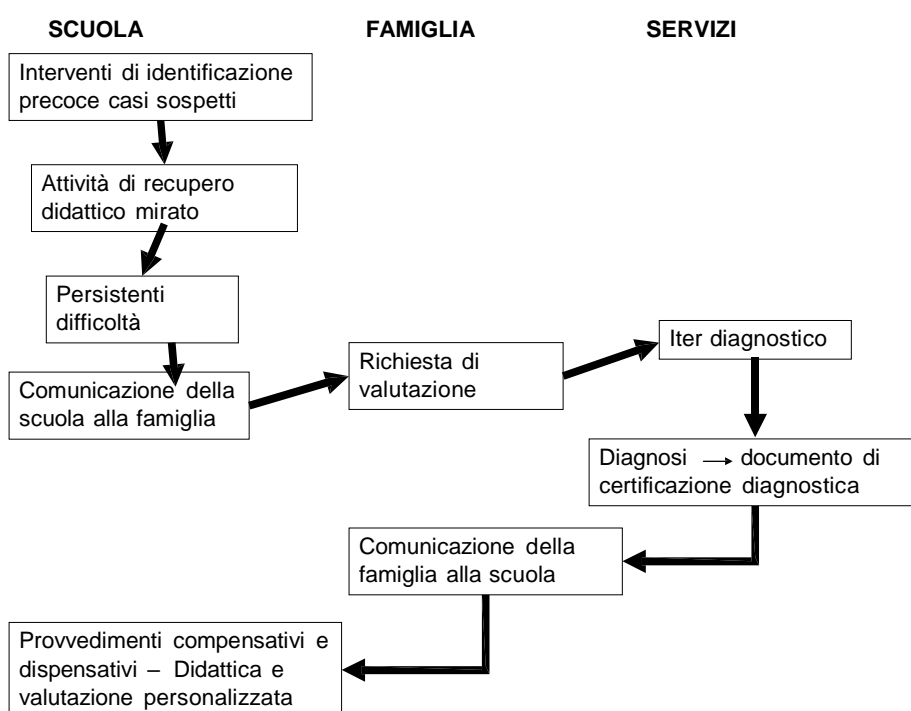 SCUOLA FAMIGLIA SERVIZI
Interventi di identificazione
precoce casi sospetti
Attività di recupero
didattico mirato
Persistenti
difficoltà
Comunicazione della
scuola alla famiglia
Richiesta di
valutazione
Iter diagnostico
Diagnosi → documento di
certificazione diagnostica
Comunicazione della
famiglia alla scuola
Provvedimenti compensativi e
dispensativi – Didattica e
valutazione personalizzata